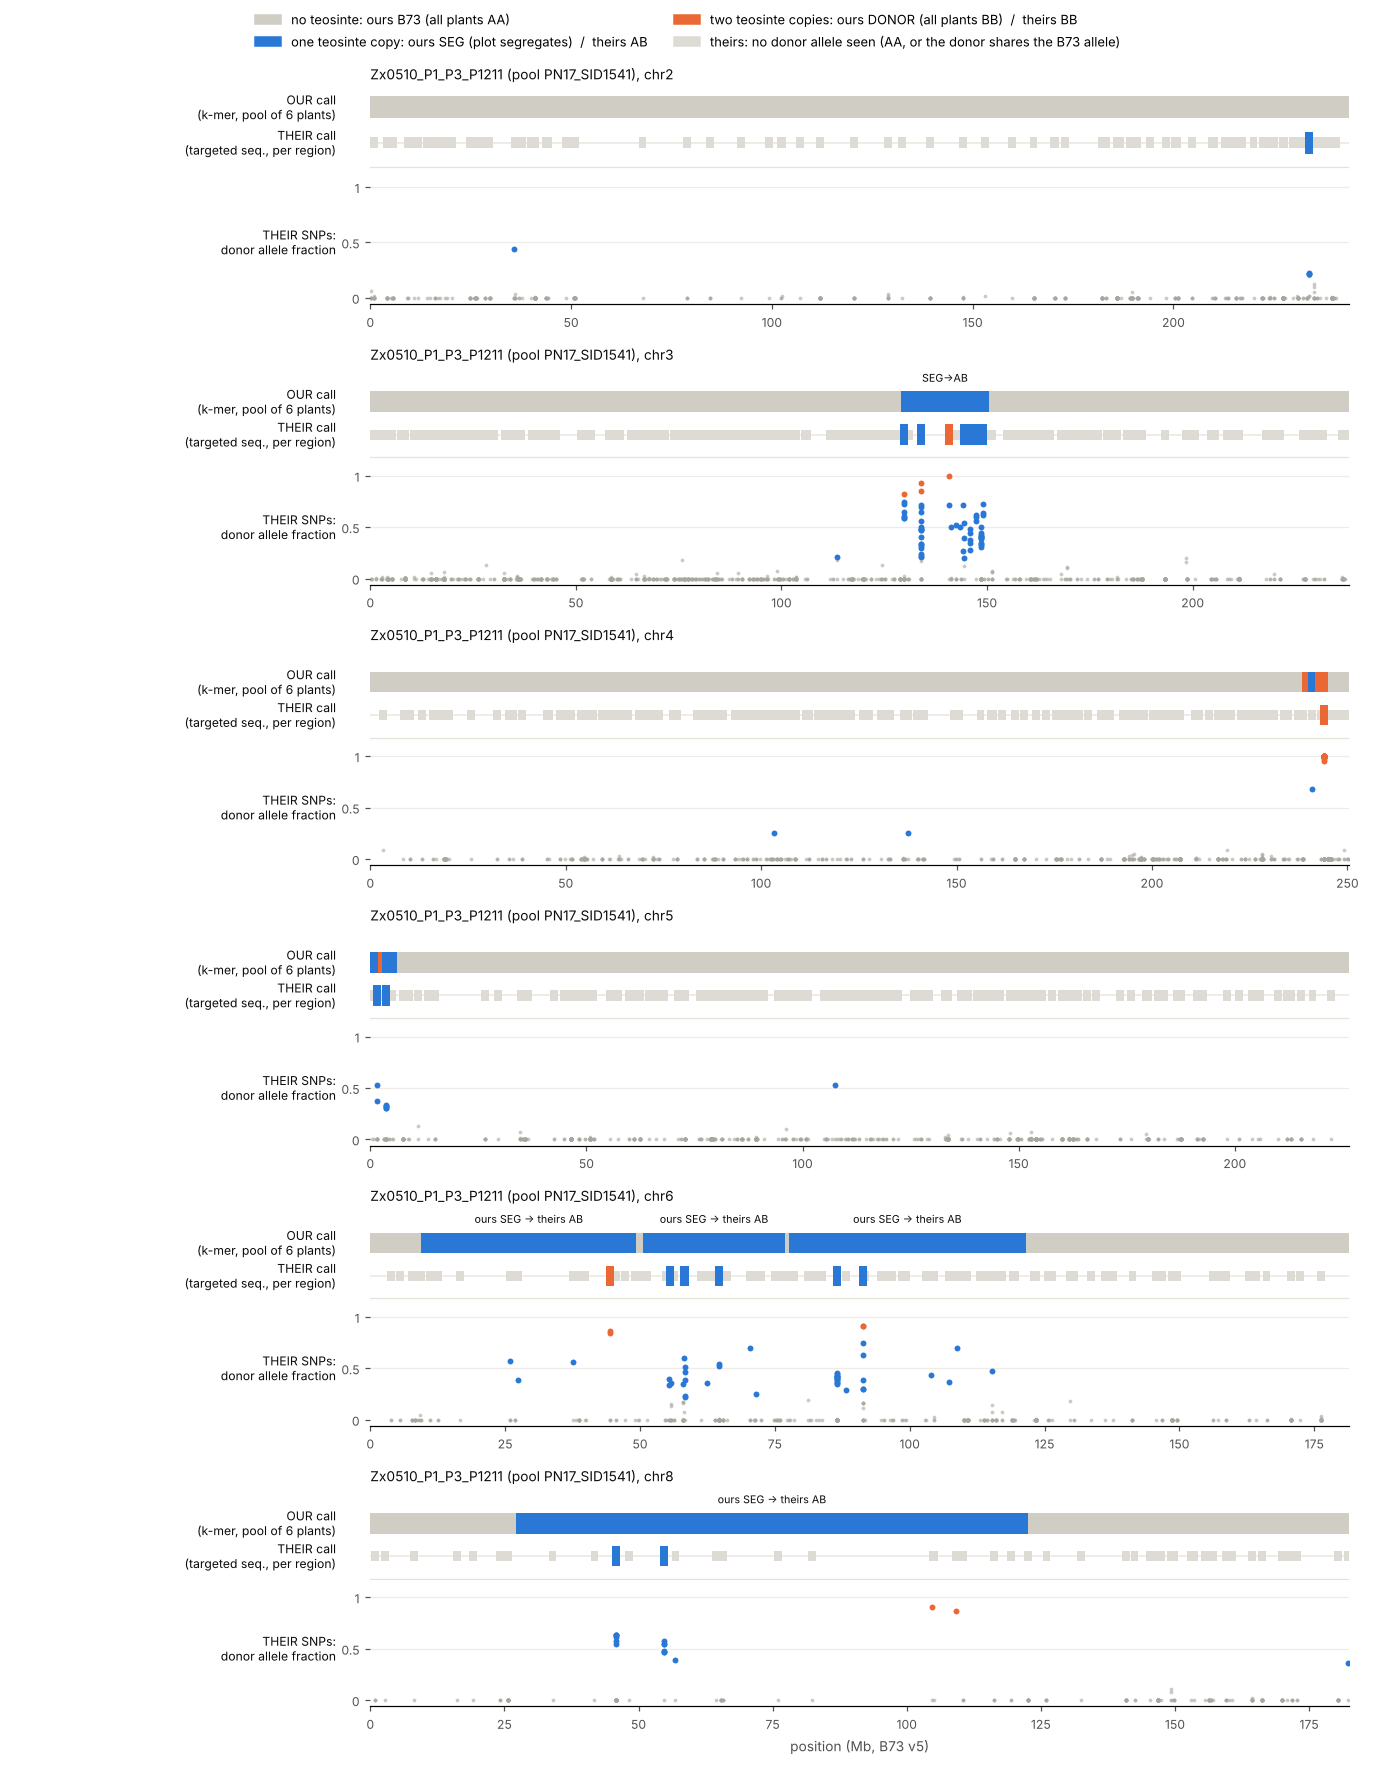 no teosinte: ours B73 (all plants AA)
two teosinte copies: ours DONOR (all plants BB) / theirs BB
one teosinte copy: ours SEG (plot segregates) / theirs AB
theirs: no donor allele seen (AA, or the donor shares the B73 allele)
Zx0510_P1_P3_P1211 (pool PN17_SID1541), chr2
OUR call
(k-mer, pool of 6 plants)
THEIR call
(targeted seq., per region)
1
THEIR SNPs:
donor allele fraction
0.5
0
0 50 100 150 200
Zx0510_P1_P3_P1211 (pool PN17_SID1541), chr3
SEG→AB
OUR call
(k-mer, pool of 6 plants)
THEIR call
(targeted seq., per region)
1
THEIR SNPs:
donor allele fraction
0.5
0
0 50 100 150 200
Zx0510_P1_P3_P1211 (pool PN17_SID1541), chr4
OUR call
(k-mer, pool of 6 plants)
THEIR call
(targeted seq., per region)
1
THEIR SNPs:
donor allele fraction
0.5
0
0 50 100 150 200 250
Zx0510_P1_P3_P1211 (pool PN17_SID1541), chr5
OUR call
(k-mer, pool of 6 plants)
THEIR call
(targeted seq., per region)
1
THEIR SNPs:
donor allele fraction
0.5
0
0 50 100 150 200
Zx0510_P1_P3_P1211 (pool PN17_SID1541), chr6
ours SEG → theirs AB ours SEG → theirs AB ours SEG → theirs AB
OUR call
(k-mer, pool of 6 plants)
THEIR call
(targeted seq., per region)
1
THEIR SNPs:
donor allele fraction
0.5
0
0 25 50 75 100 125 150 175
Zx0510_P1_P3_P1211 (pool PN17_SID1541), chr8
ours SEG → theirs AB
OUR call
(k-mer, pool of 6 plants)
THEIR call
(targeted seq., per region)
1
THEIR SNPs:
donor allele fraction
0.5
0
0 25 50 75 100 125 150 175
position (Mb, B73 v5)